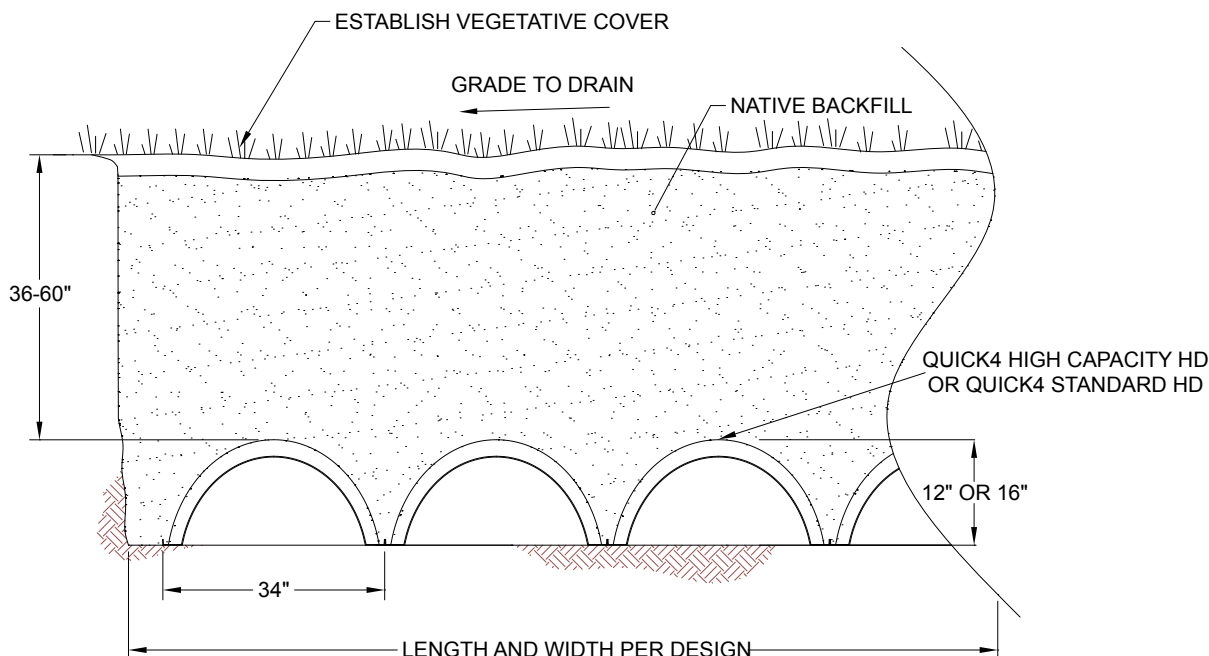 ESTABLISH VEGETATIVE COVER
GRADE TO DRAIN
NATIVE BACKFILL
36-60"
QUICK4 HIGH CAPACITY HD
OR QUICK4 STANDARD HD
12" OR 16"
34"
LENGTH AND WIDTH PER DESIGN